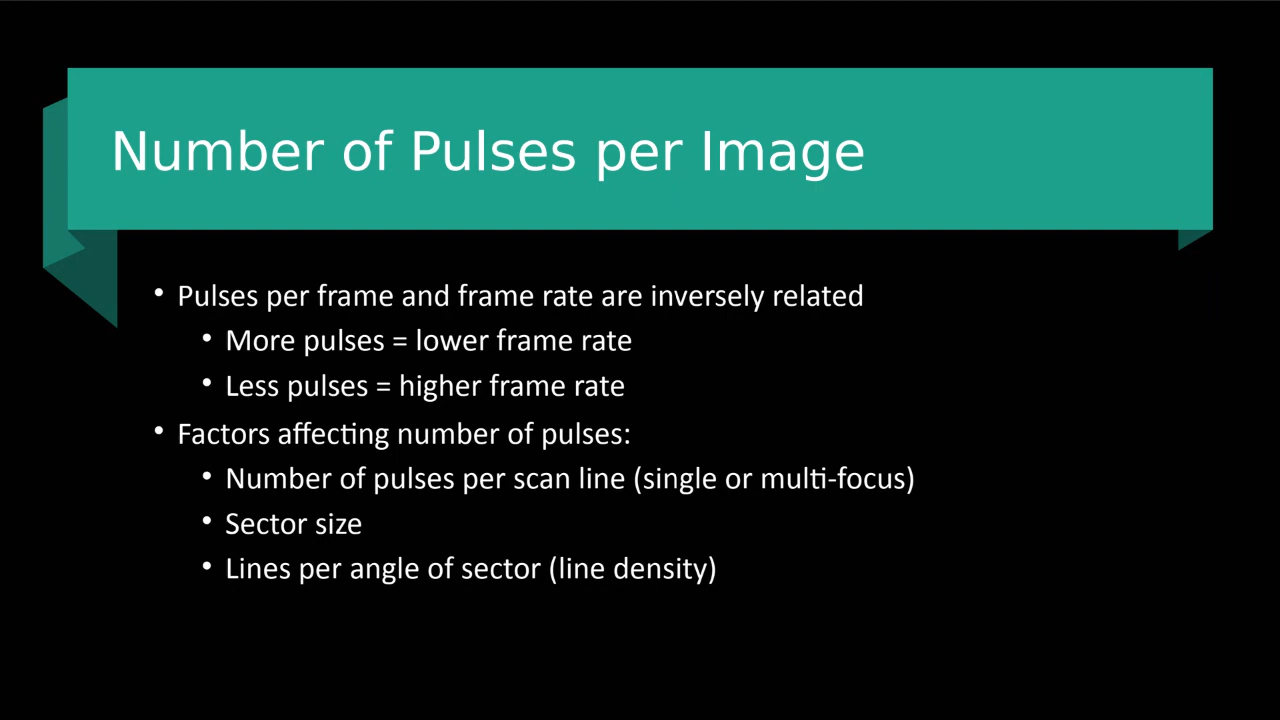 Number of Pulses per Image
• Pulses per frame and frame rate are inversely related
• More pulses = lower frame rate
• Less pulses = higher frame rate
• Factors affecting number of pulses:
• Number of pulses per scan line (single or multi-focus)
• Sector size
• Lines per angle of sector (line density)